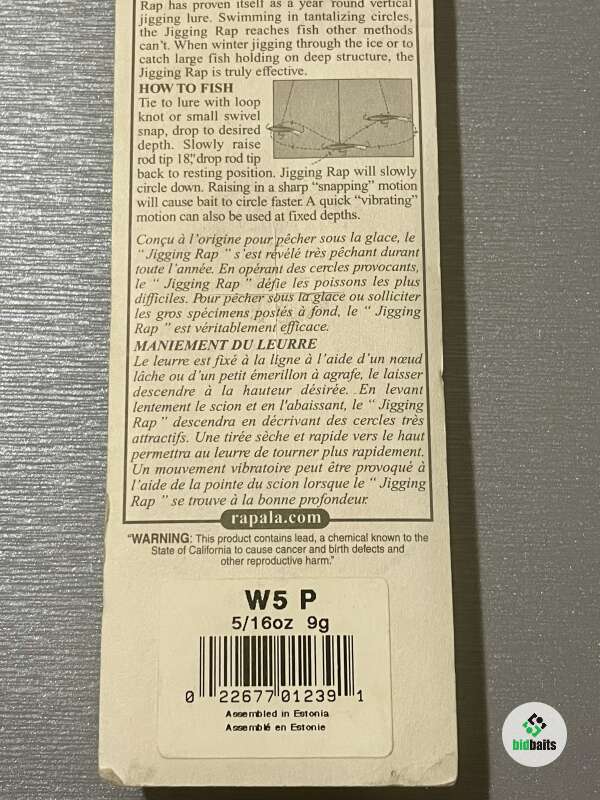 Rap has proven itself as a year round vertical
jigging lure. Swimming in tantalizing circles,
the Jigging Rap reaches fish other methods
can't. When winter jigging through the ice or to
catch large fish holding on deep structure, the
Jigging Rap is truly effective.
HOW TO FISH
Tie to lure with loop
knot or small swivel
snap, drop to desired
depth. Slowly raise
rod tip 18", drop rod tip
back to resting position. Jigging Rap will slowly
circle down. Raising in a sharp "snapping" motion
will cause bait to circle faster. A quick "vibrating"
motion can also be used at fixed depths.
Conçu à l'origine pour pêcher sous la glace, le
"Jigging Rap " s'est révélé très pêchant durant
toute l'année. En opérant des cercles provocants,
le " Jigging Rap " défie les poissons les plus
difficiles. Pour pêcher sous la glace ou solliciter
les gros spécimens postés à fond, le " Jigging
Rap " est véritablement efficace.
MANIEMENT DU LEURRE
Le leurre est fixé à la ligne à l'aide d'un nœud
lâche ou d'un petit émerillon à agrafe, le laisser
descendre à la hauteur désirée. En levant
lentement le scion et en l'abaissant, le " Jigging
Rap " descendra en décrivant des cercles très
attractifs. Une tirée sèche et rapide vers le haut
permettra au leurre de tourner plus rapidement.
Un mouvement vibratoire peut être provoqué à
l'aide de la pointe du scion lorsque le " Jigging
Rap " se trouve à la bonne profondeur.
rapala.com
"WARNING: This product contains lead, a chemical known to the
State of California to cause cancer and birth defects and
other reproductive harm."
W5 P
5/16oz 9g
0 22677 01239 1
Assembled in Estonia
Assemblé en Estonie
bidbaits